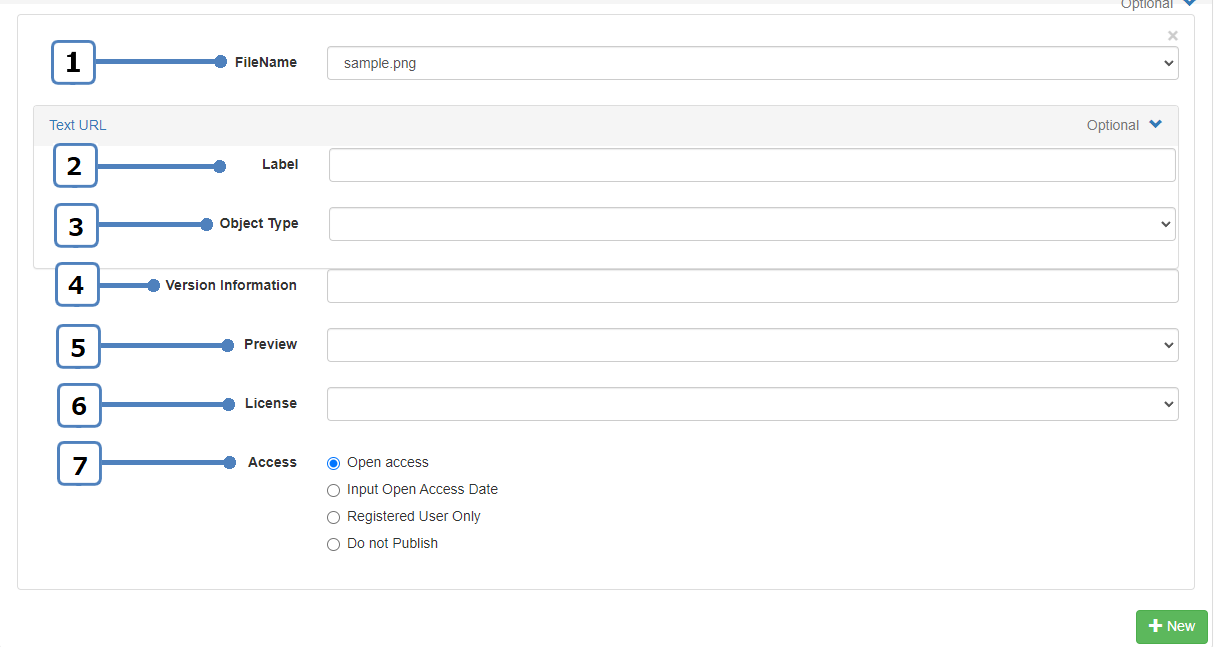 Optional
×
1 FileName sample.png
Text URL Optional
2 Label
3 Object Type
4 Version Information
5 Preview
6 License
7 Access Open access
Input Open Access Date
Registered User Only
Do not Publish
+ New